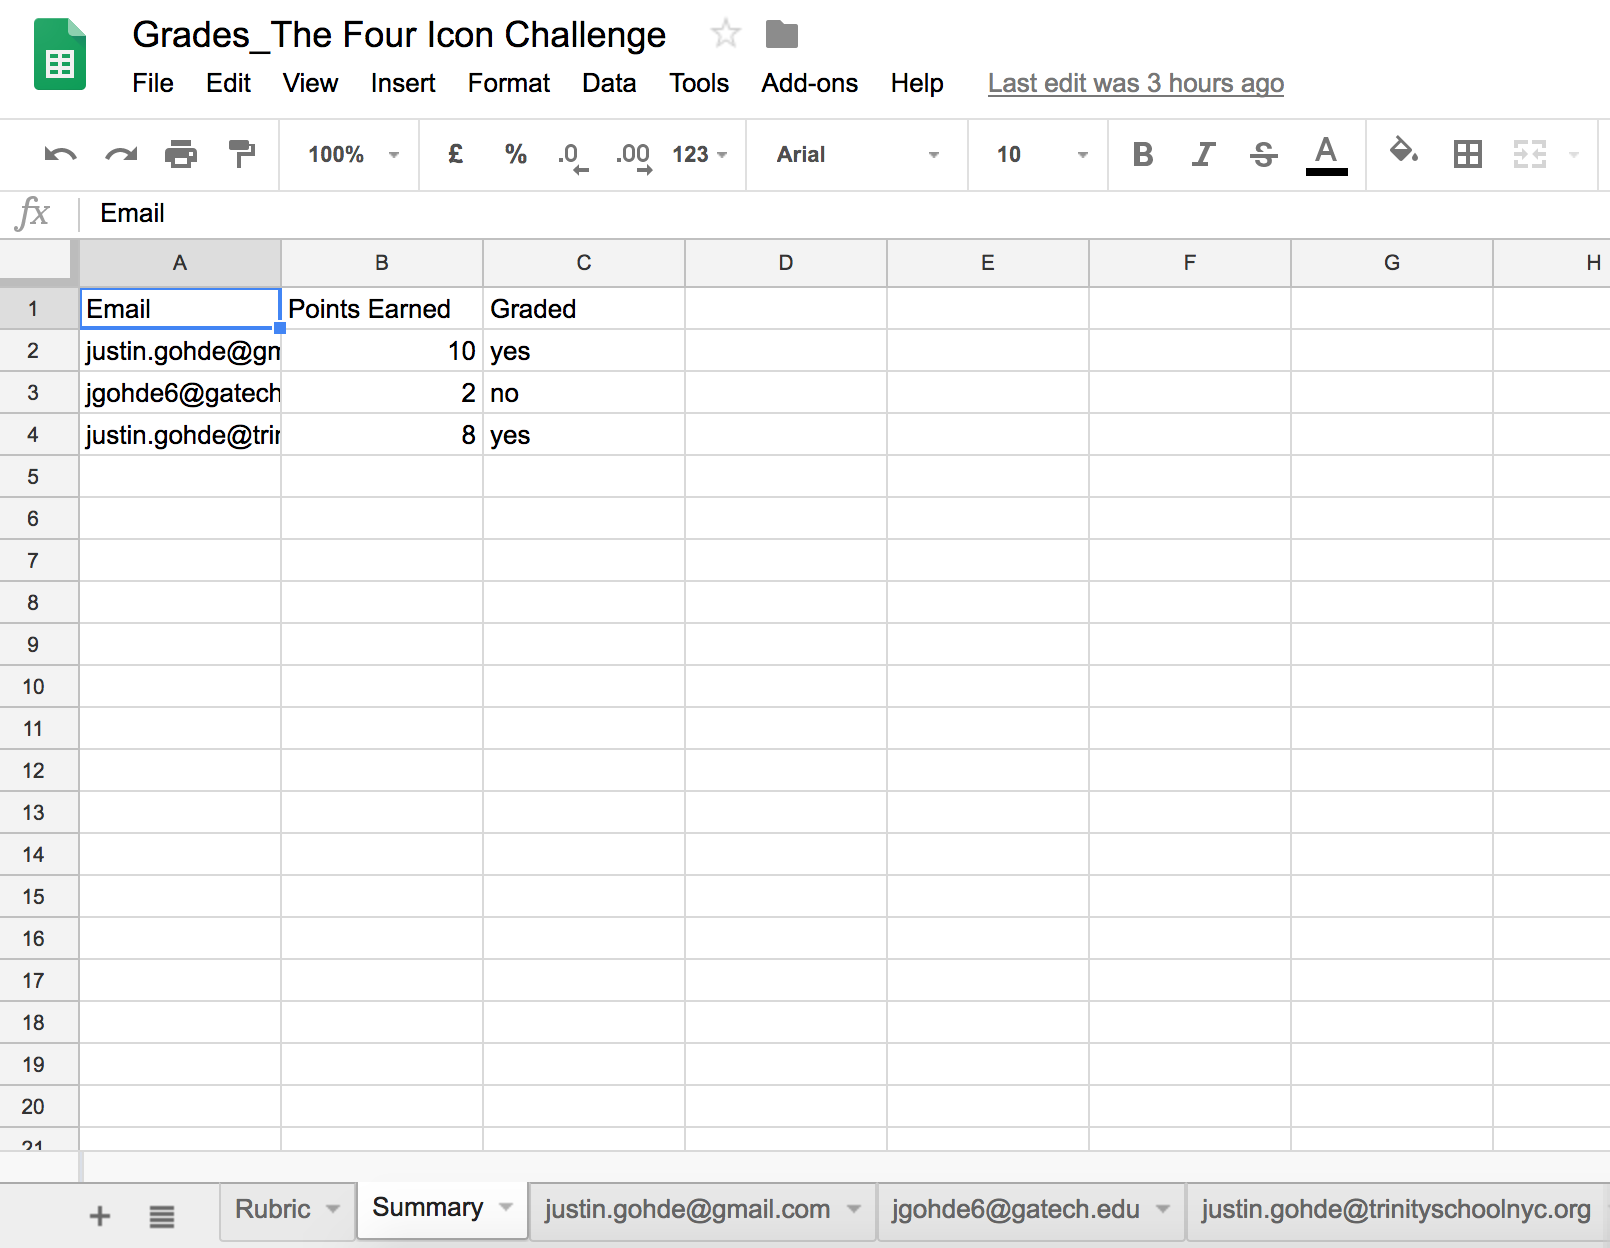 Grades_The Four Icon Challenge
File Edit View Insert Format Data Tools Add-ons Help Last edit was 3 hours ago
100% £ % .0 .00 123 Arial 10 B I S A
fx Email
A B C D E F G H
1 Email Points Earned Graded
2 justin.gohde@gm 10 yes
3 jgohde6@gatech 2 no
4 justin.gohde@trin 8 yes
5
6
7
8
9
10
11
12
13
14
15
16
17
18
19
20
21
+ Rubric Summary justin.gohde@gmail.com jgohde6@gatech.edu justin.gohde@trinityschoolnyc.org